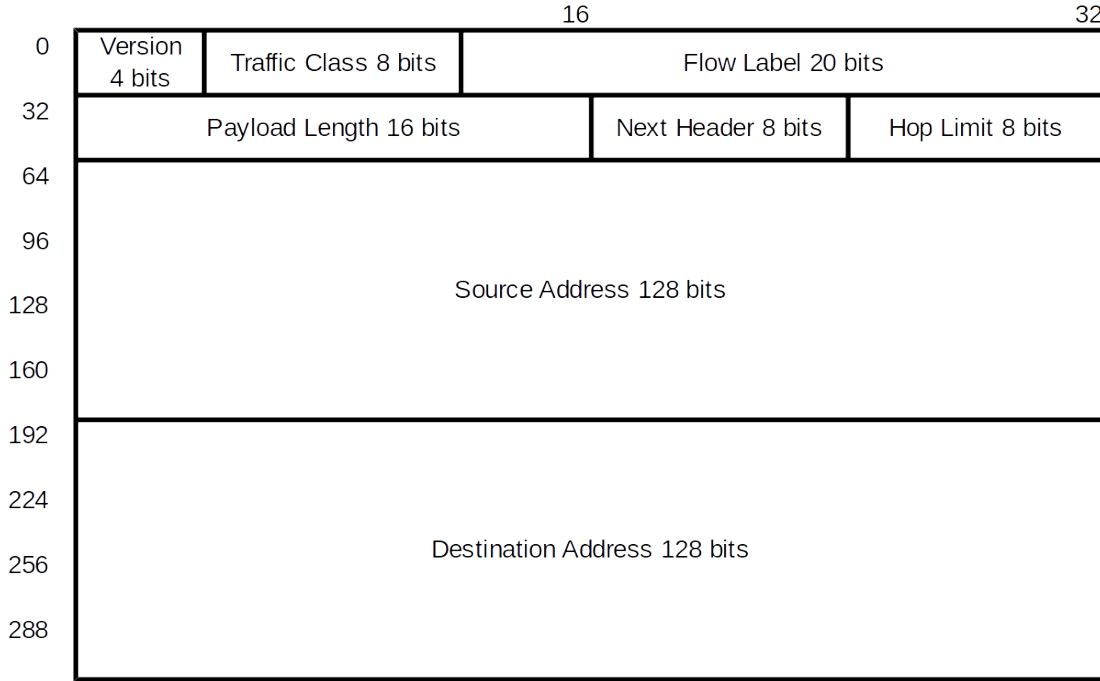 16
32
0
Version
4 bits
Traffic Class 8 bits
Flow Label 20 bits
32
Payload Length 16 bits
Next Header 8 bits
Hop Limit 8 bits
64
96
Source Address 128 bits
128
160
192
224
Destination Address 128 bits
256
288